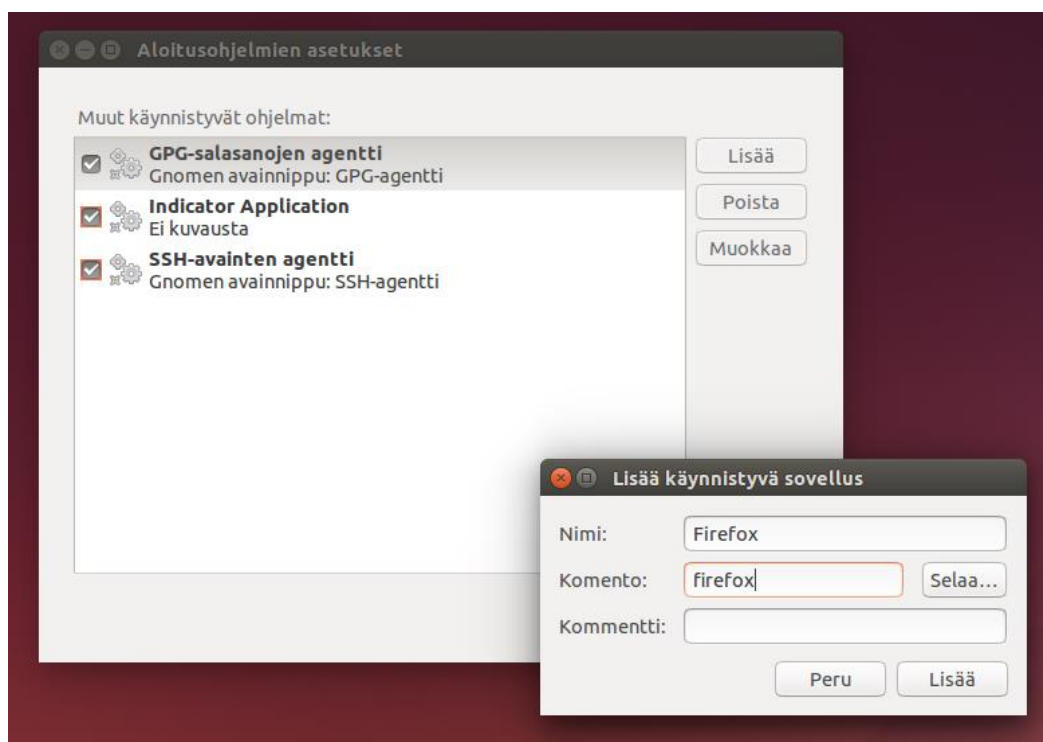 Aloitusohjelmien asetukset
Muut käynnistyvät ohjelmat:
GPG-salasanojen agentti
Gnomen avainnippu: GPG-agentti
Indicator Application
Ei kuvausta
SSH-avainten agentti
Gnomen avainnippu: SSH-agentti
Lisää
Poista
Muokkaa
Lisää käynnistyvä sovellus
Nimi: Firefox
Komento: firefox Selaa...
Kommentti:
Peru Lisää